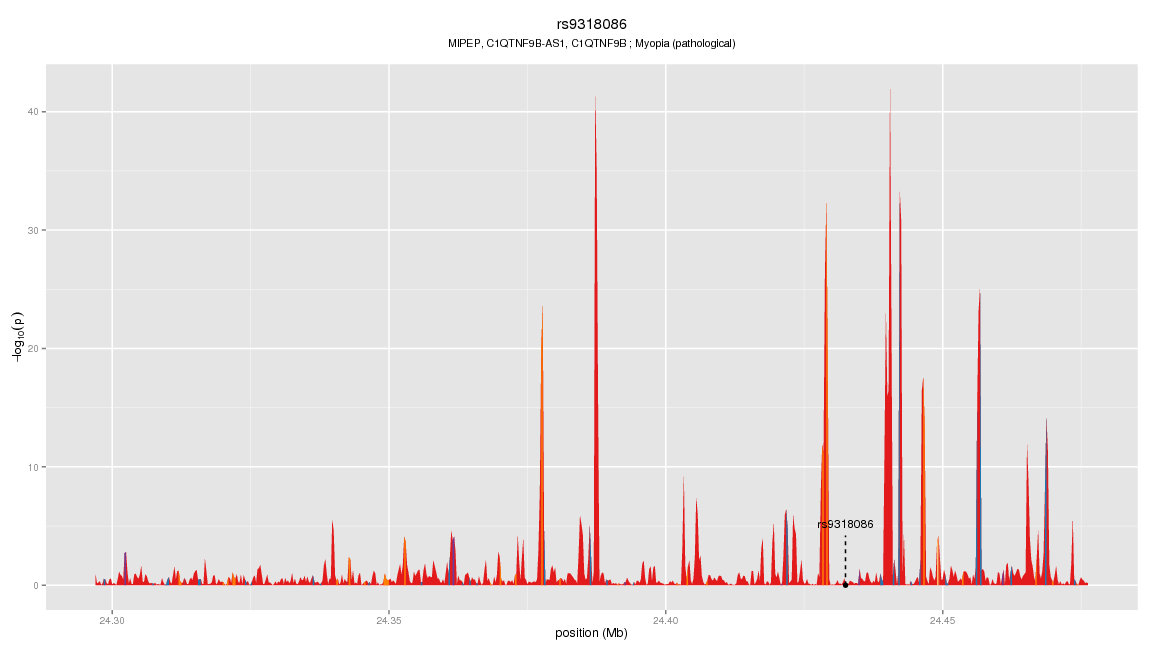 rs9318086
MIPEP, C1QTNF9B-AS1, C1QTNF9B ; Myopia (pathological)
40
30
20
10
0
−log10(p)
rs9318086
24.30
24.35
24.40
24.45
position (Mb)